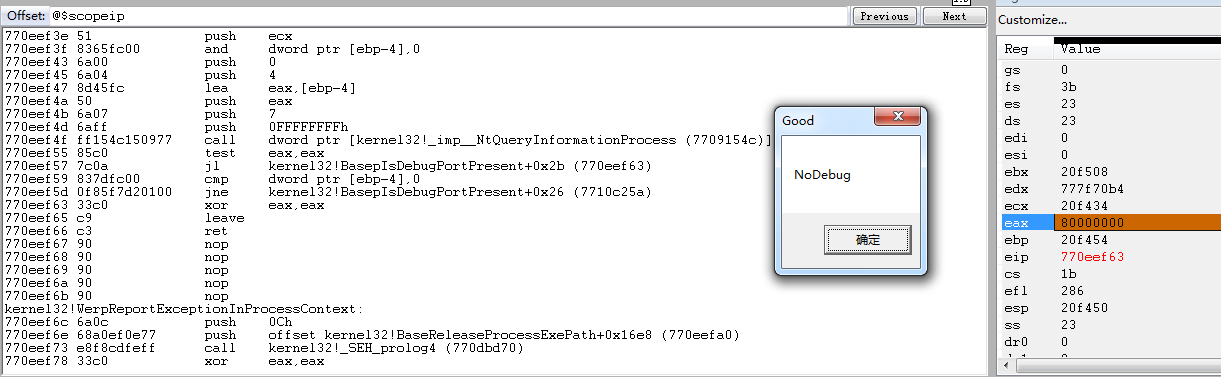 Offset: @$scopeip Previous Next
770eef3e 51 push ecx
770eef3f 8365fc00 and dword ptr [ebp-4],0
770eef43 6a00 push 0
770eef45 6a04 push 4
770eef47 8d45fc lea eax,[ebp-4]
770eef4a 50 push eax
770eef4b 6a07 push 7
770eef4d 6aff push 0FFFFFFFFh
770eef4f ff154c150977 call dword ptr [kernel32!_imp__NtQueryInformationProcess (7709154c)]
770eef55 85c0 test eax,eax
770eef57 7c0a jl kernel32!BasepIsDebugPortPresent+0x2b (770eef63)
770eef59 837dfc00 cmp dword ptr [ebp-4],0
770eef5d 0f85f7d20100 jne kernel32!BasepIsDebugPortPresent+0x26 (7710c25a)
770eef63 33c0 xor eax,eax
770eef65 c9 leave
770eef66 c3 ret
770eef67 90 nop
770eef68 90 nop
770eef69 90 nop
770eef6a 90 nop
770eef6b 90 nop
kernel32!WerpReportExceptionInProcessContext:
770eef6c 6a0c push 0Ch
770eef6e 68a0ef0e77 push offset kernel32!BaseReleaseProcessExePath+0x16e8 (770eefa0)
770eef73 e8f8cdfeff call kernel32!_SEH_prolog4 (770dbd70)
770eef78 33c0 xor eax,eax
Good
NoDebug
确定
Customize...
Reg Value
gs 0
fs 3b
es 23
ds 23
edi 0
esi 0
ebx 20f508
edx 777f70b4
ecx 20f434
eax 80000000
ebp 20f454
eip 770eef63
cs 1b
efl 286
esp 20f450
ss 23
dr0 0